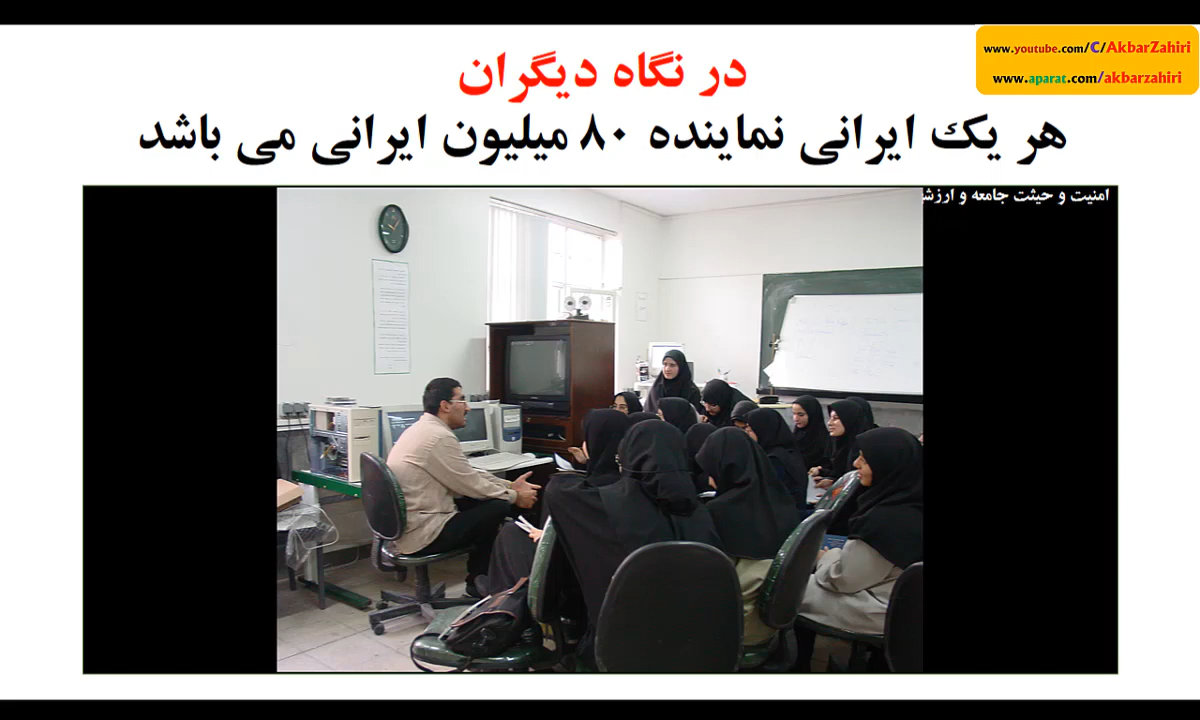 در نگاه دیگران
هر یک ایرانی نماینده ۸۰ میلیون ایرانی می باشد
www.youtube.com/C/AkbarZahiri
www.aparat.com/akbarzahiri
امنیت و حیثت جامعه و ارزش